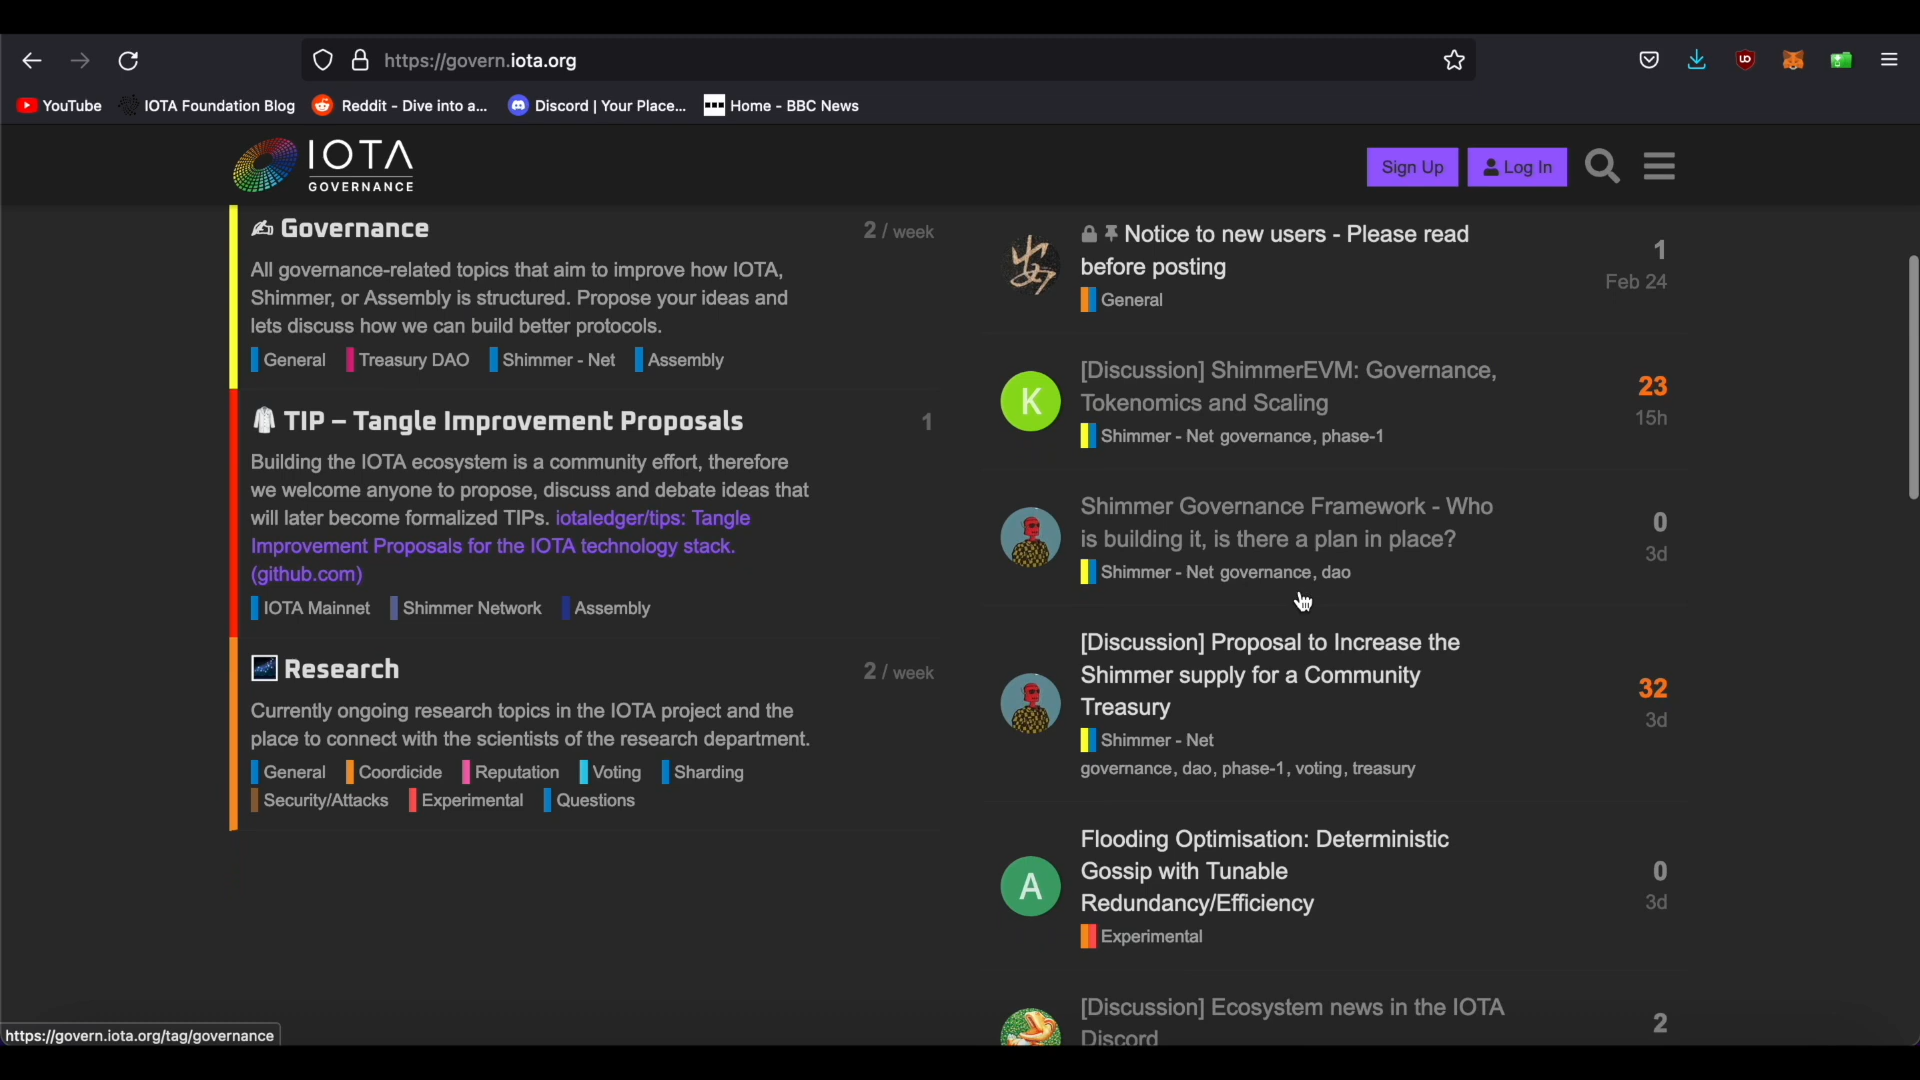 https://govern.iota.org
YouTube
IOTA Foundation Blog
Reddit - Dive into a...
Discord | Your Place...
Home - BBC News
IOTA
GOVERNANCE
Sign Up
Log In
Governance
2 / week
All governance-related topics that aim to improve how IOTA,
Shimmer, or Assembly is structured. Propose your ideas and
lets discuss how we can build better protocols.
General Treasury DAO Shimmer - Net Assembly
TIP – Tangle Improvement Proposals
1
Building the IOTA ecosystem is a community effort, therefore
we welcome anyone to propose, discuss and debate ideas that
will later become formalized TIPs. iotaledger/tips: Tangle
Improvement Proposals for the IOTA technology stack.
(github.com)
IOTA Mainnet Shimmer Network Assembly
Research
2 / week
Currently ongoing research topics in the IOTA project and the
place to connect with the scientists of the research department.
General Coordicide Reputation Voting Sharding
Security/Attacks Experimental Questions
Notice to new users - Please read
before posting
General
1
Feb 24
K
[Discussion] ShimmerEVM: Governance,
Tokenomics and Scaling
Shimmer - Net governance, phase-1
23
15h
Shimmer Governance Framework - Who
is building it, is there a plan in place?
Shimmer - Net governance, dao
0
3d
[Discussion] Proposal to Increase the
Shimmer supply for a Community
Treasury
Shimmer - Net
governance, dao, phase-1, voting, treasury
32
3d
A
Flooding Optimisation: Deterministic
Gossip with Tunable
Redundancy/Efficiency
Experimental
0
3d
[Discussion] Ecosystem news in the IOTA
Discord
2
https://govern.iota.org/tag/governance